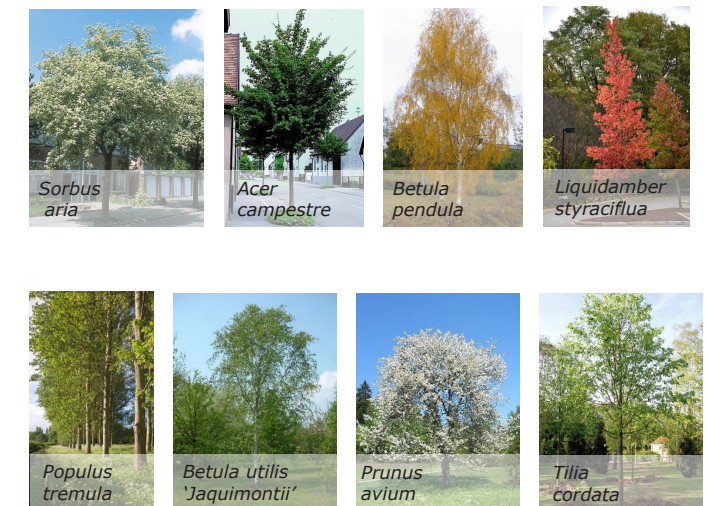 Sorbus
aria
Acer
campestre
Betula
pendula
Liquidamber
styraciflua
Populus
tremula
Betula utilis
‘Jaquimontii’
Prunus
avium
Tilia
cordata